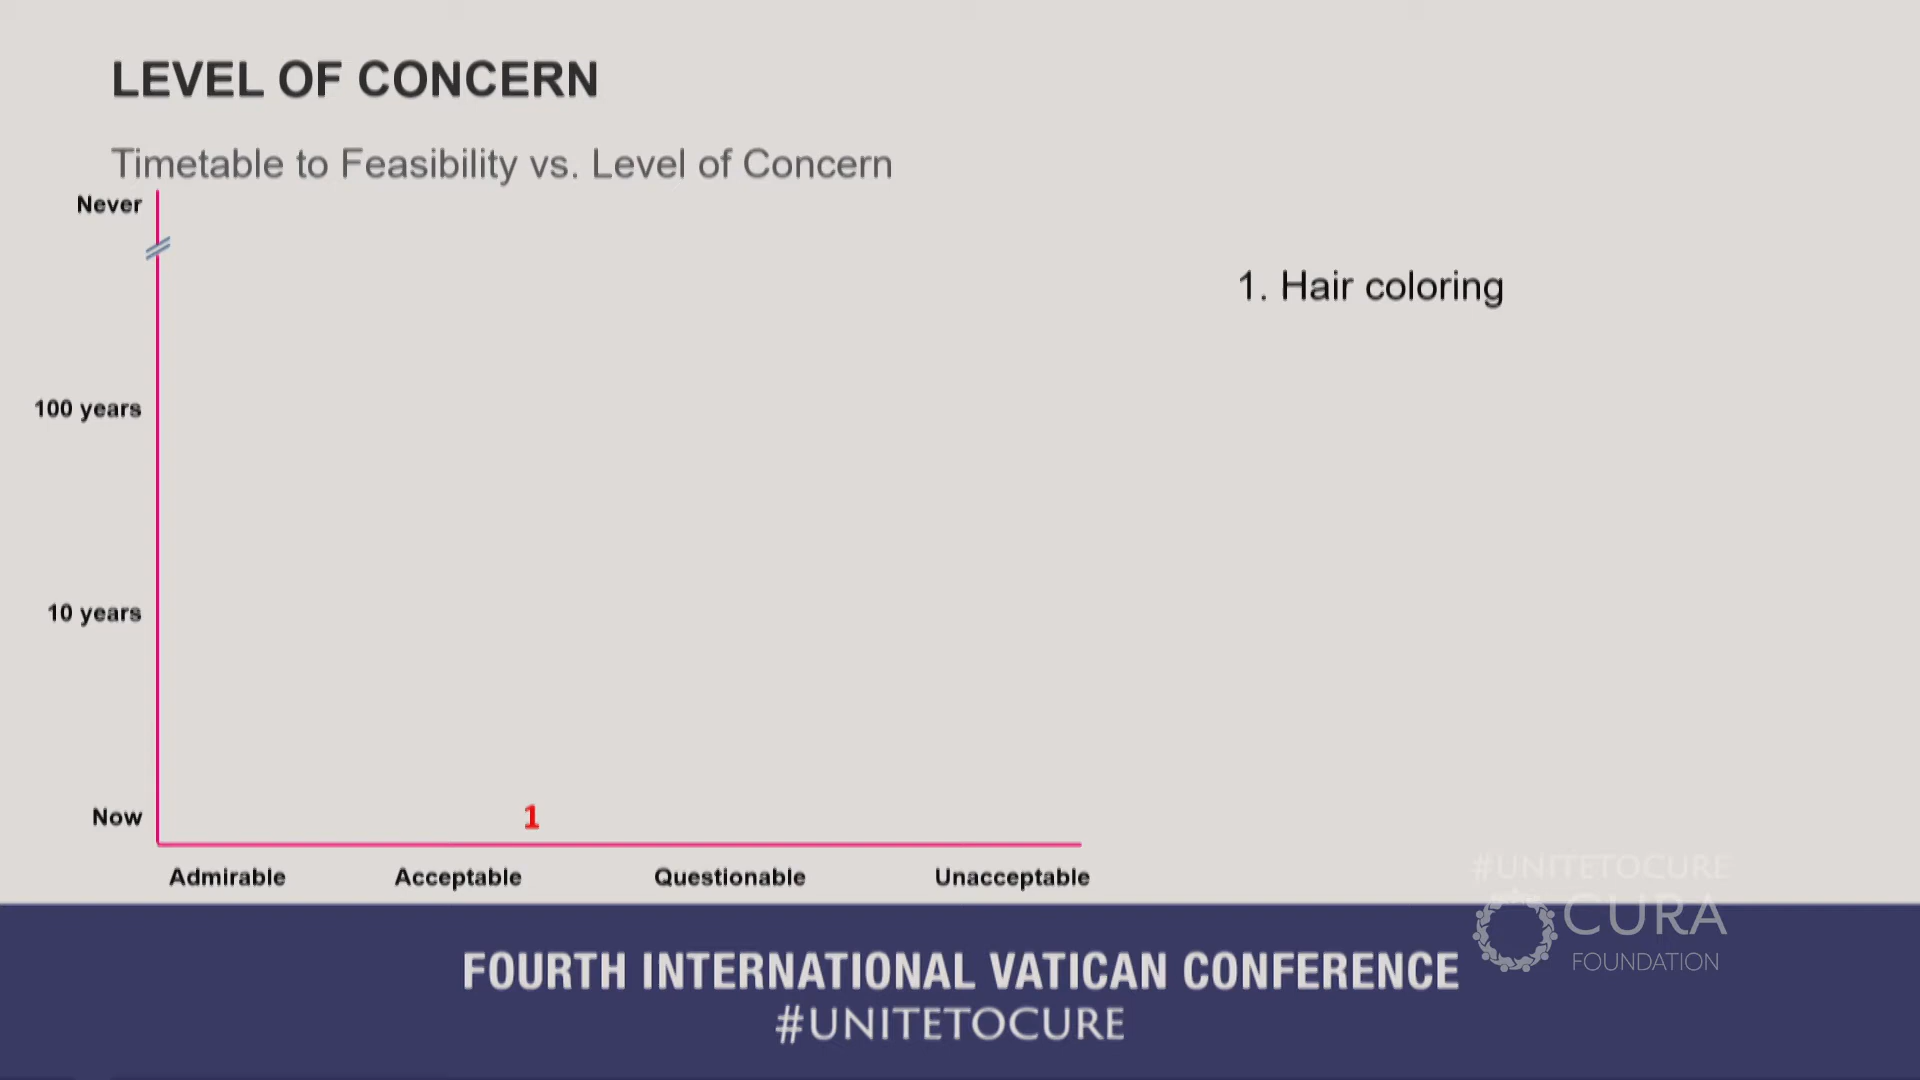 LEVEL OF CONCERN
Timetable to Feasibility vs. Level of Concern
Never
100 years
10 years
Now
1
Admirable
Acceptable
Questionable
Unacceptable
1. Hair coloring
#UNITETOCURE
CURA
FOUNDATION
FOURTH INTERNATIONAL VATICAN CONFERENCE
#UNITETOCURE